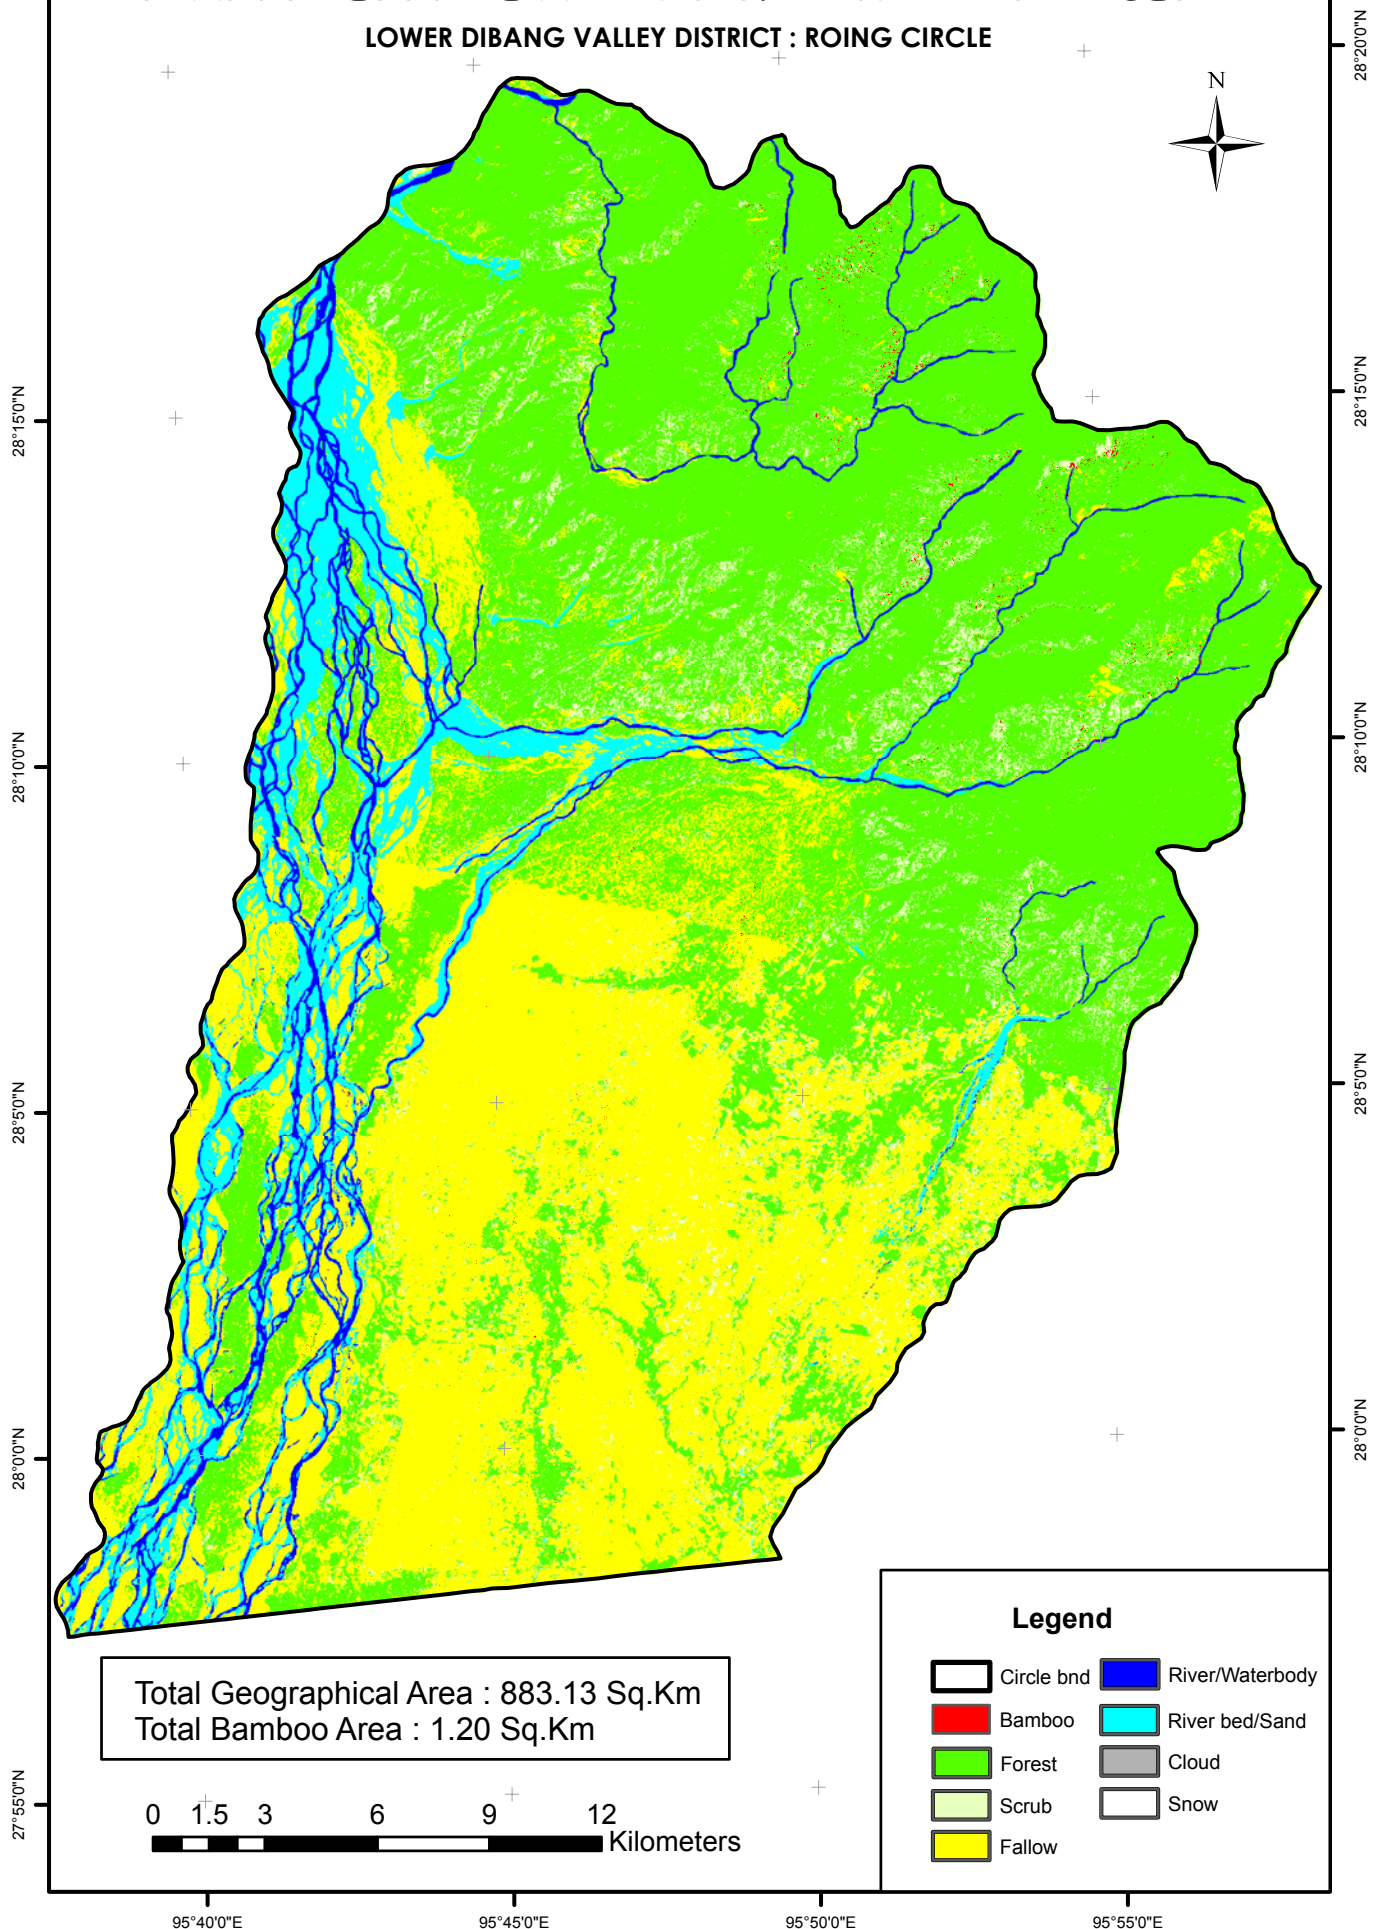 LOWER DIBANG VALLEY DISTRICT : ROING CIRCLE
N
28°20'0"N
28°15'0"N
28°15'0"N
28°10'0"N
28°10'0"N
28°5'0"N
28°5'0"N
28°0'0"N
28°0'0"N
27°55'0"N
Total Geographical Area : 883.13 Sq.Km
Total Bamboo Area : 1.20 Sq.Km
0 1.5 3 6 9 12
Kilometers
Legend
Circle bnd
Bamboo
Forest
Scrub
Fallow
River/Waterbody
River bed/Sand
Cloud
Snow
95°40'0"E 95°45'0"E 95°50'0"E 95°55'0"E